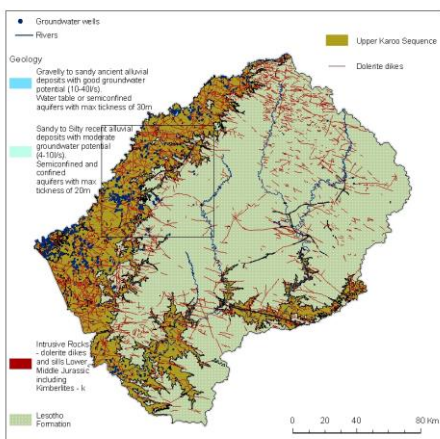 Groundwater wells
Rivers
Geology
Gravelly to sandy ancient alluvial
deposits with good groundwater
potential (10-40l/s).
Water table or semiconfined
aquifers with max tickness of 30m
Sandy to Silty recent alluvial
deposits with moderate
groundwater potential
(4-10l/s).
Semiconfined and
confined
aquifers with max
tickness of 20m
Intrusive Rocks
- dolerite dikes
and sills Lower
Middle Jurassic
including
Kimberlites - k
Lesotho
Formation
Upper Karoo Sequence
Dolerite dikes
0 20 40 80 Km